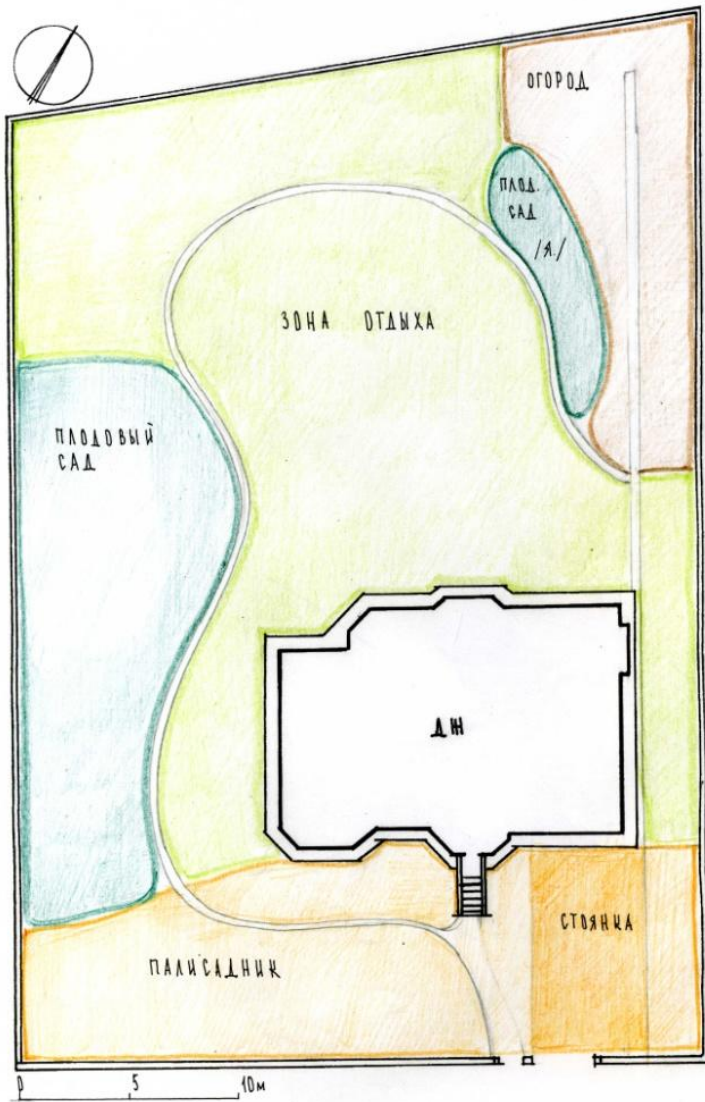 ОГОРОД
ПЛОД.
САД
/Я./
ЗОНА ОТДЫХА
ПЛОДОВЫЙ
САД
ДЖ
СТОЯНКА
ПАЛИСАДНИК
0 5 10м